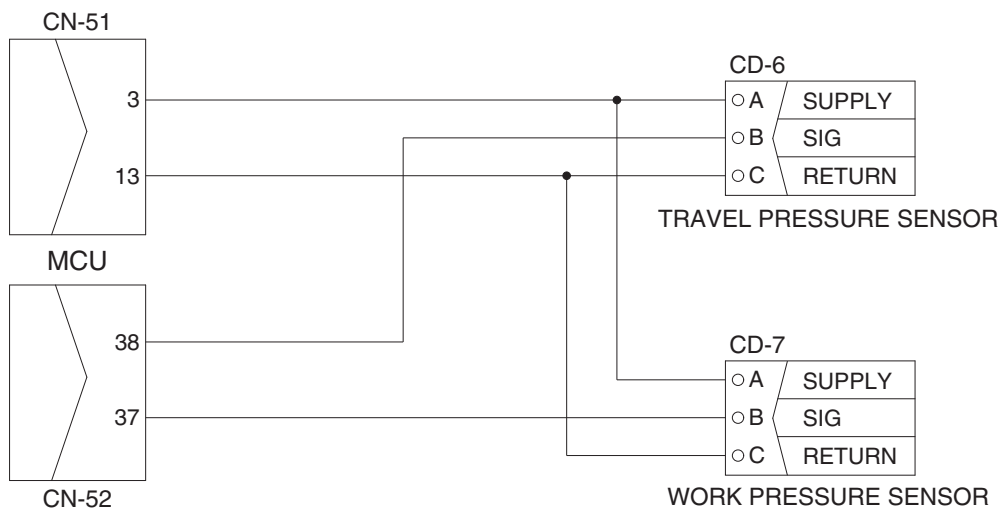 CN-51
3
13
MCU
38
37
CN-52
CD-6
A SUPPLY
B SIG
C RETURN
TRAVEL PRESSURE SENSOR
CD-7
A SUPPLY
B SIG
C RETURN
WORK PRESSURE SENSOR